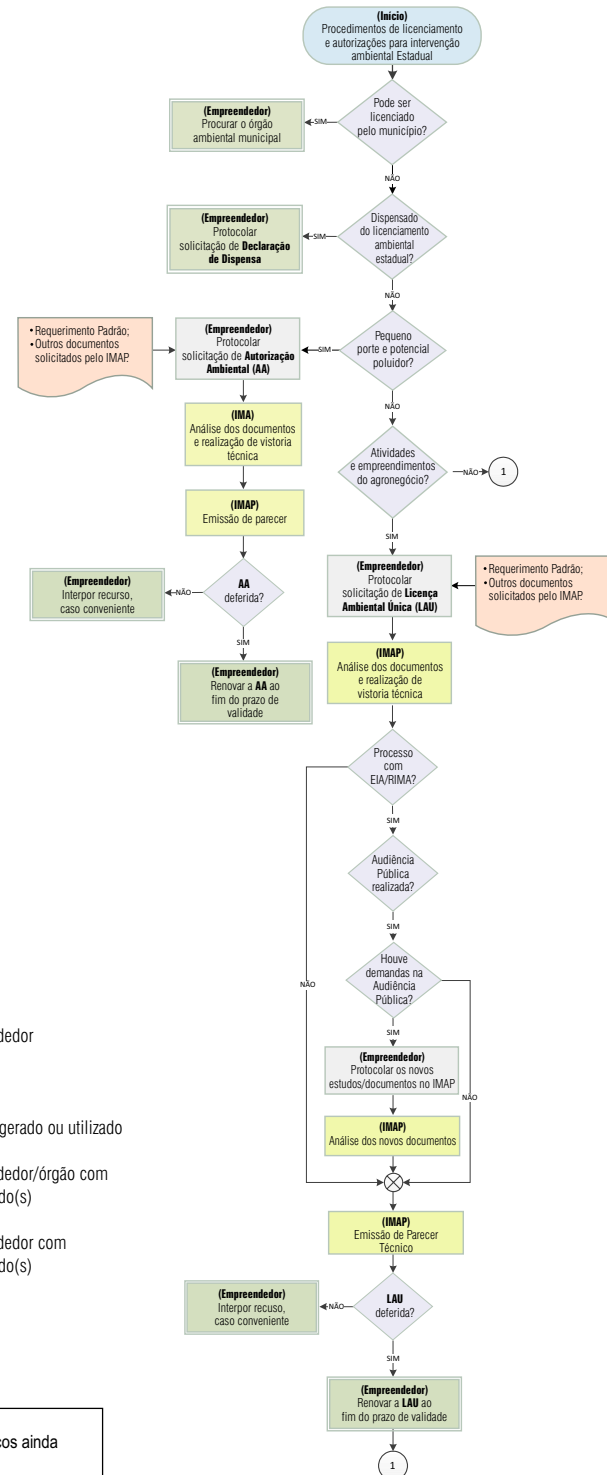 (Início)
Procedimentos de licenciamento
e autorizações para intervenção
ambiental Estadual
Pode ser
licenciado
pelo município?
SIM
(Empreendedor)
Procurar o órgão
ambiental municipal
NÃO
Dispensado
do licenciamento
ambiental
estadual?
SIM
(Empreendedor)
Protocolar
solicitação de Declaração
de Dispensa
NÃO
Pequeno
porte e potencial
poluidor?
SIM
(Empreendedor)
Protocolar
solicitação de Autorização
Ambiental (AA)
• Requerimento Padrão;
• Outros documentos
solicitados pelo IMAP.
(IMA)
Análise dos documentos
e realização de vistoria
técnica
(IMAP)
Emissão de parecer
AA
deferida?
NÃO
(Empreendedor)
Interpor recurso,
caso conveniente
SIM
(Empreendedor)
Renovar a AA ao
fim do prazo de
validade
NÃO
Atividades
e empreendimentos
do agronegócio?
NÃO
1
SIM
(Empreendedor)
Protocolar
solicitação de Licença
Ambiental Única (LAU)
• Requerimento Padrão;
• Outros documentos
solicitados pelo IMAP.
(IMAP)
Análise dos documentos
e realização de
vistoria técnica
Processo
com
EIA/RIMA?
SIM
Audiência
Pública
realizada?
SIM
Houve
demandas na
Audiência
Pública?
NÃO
SIM
(Empreendedor)
Protocolar os novos
estudos/documentos no IMAP
NÃO
(IMAP)
Análise dos novos documentos
(IMAP)
Emissão de Parecer
Técnico
LAU
deferida?
NÃO
(Empreendedor)
Interpor recuso,
caso conveniente
SIM
(Empreendedor)
Renovar a LAU ao
fim do prazo de validade
1
dedor
gerado ou utilizado
dedor/órgão com
do(s)
dedor com
do(s)
cos ainda